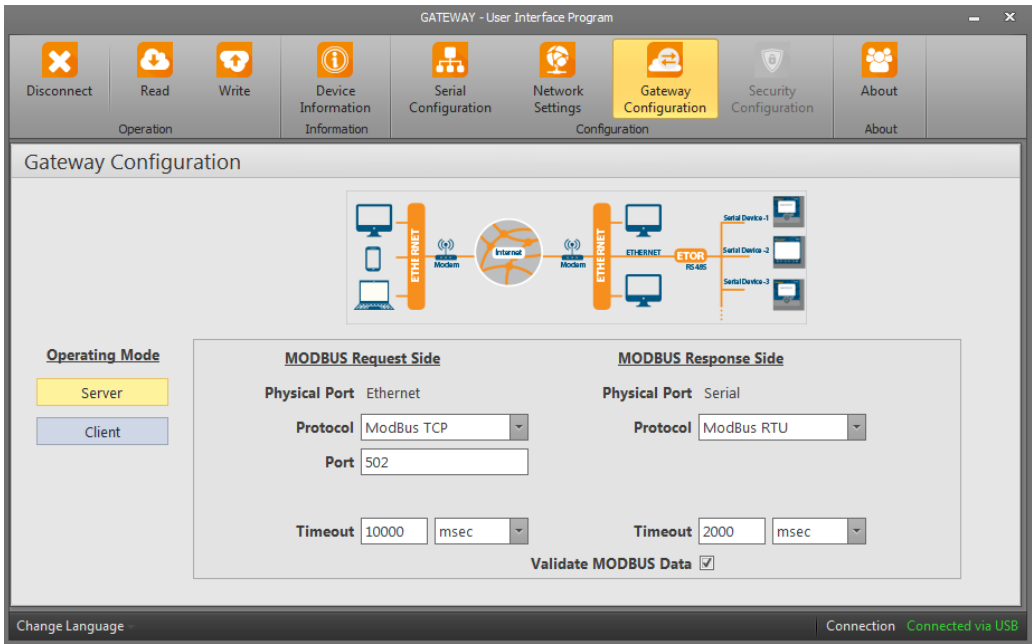 GATEWAY - User Interface Program
Disconnect
Read
Write
Device
Information
Serial
Configuration
Network
Settings
Gateway
Configuration
Security
Configuration
About
Operation
Information
Configuration
About
Gateway Configuration
ETHERNET
Modem
Internet
Modem
ETHERNET
ETHERNET
ETOR
RS485
Serial Device -1
Serial Device -2
Serial Device -3
Operating Mode
Server
Client
MODBUS Request Side
Physical Port Ethernet
Protocol ModBus TCP
Port 502
Timeout 10000 msec
MODBUS Response Side
Physical Port Serial
Protocol ModBus RTU
Timeout 2000 msec
Validate MODBUS Data
Change Language
Connection Connected via USB